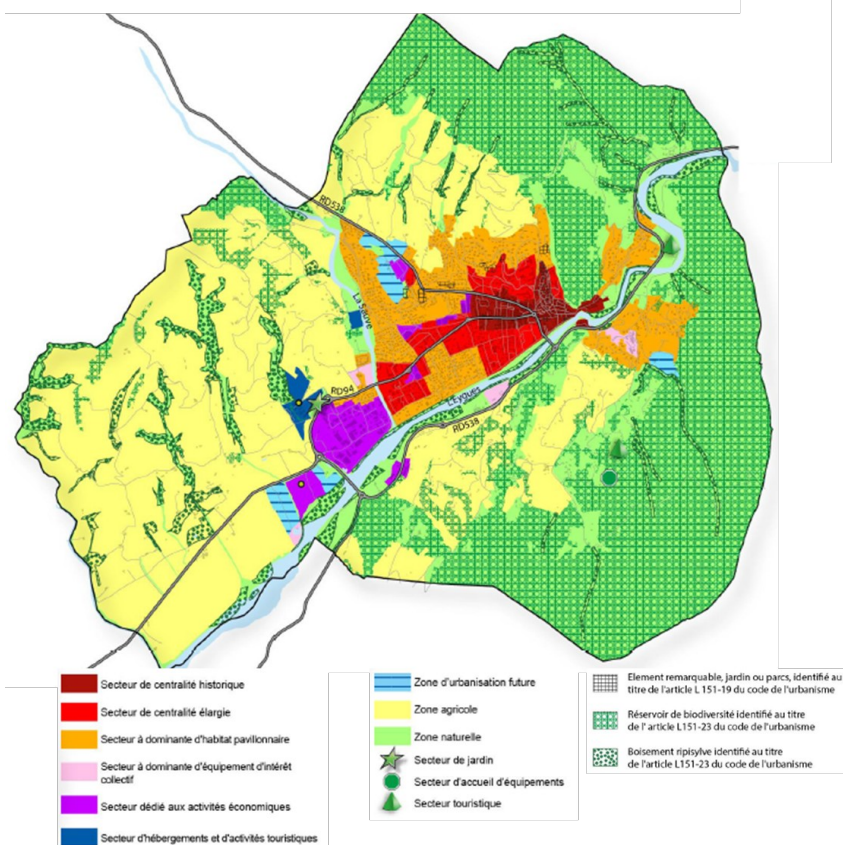 RD538
La Sauve
RD94
L'Eygues
RD538
Secteur de centralité historique
Secteur de centralité élargie
Secteur à dominante d'habitat pavillonnaire
Secteur à dominante d'équipement d'intérêt
collectif
Secteur dédié aux activités économiques
Secteur d'hébergements et d'activités touristiques
Zone d'urbanisation future
Zone agricole
Zone naturelle
Secteur de jardin
Secteur d'accueil d'équipements
Secteur touristique
Element remarquable, jardin ou parcs, identifié au
titre de l'article L 151-19 du code de l'urbanisme
Réservoir de biodiversité identifié au titre
de l' article L151-23 du code de l'urbanisme
Boisement ripisylve identifié au titre
de l'article L151-23 du code de l'urbanisme